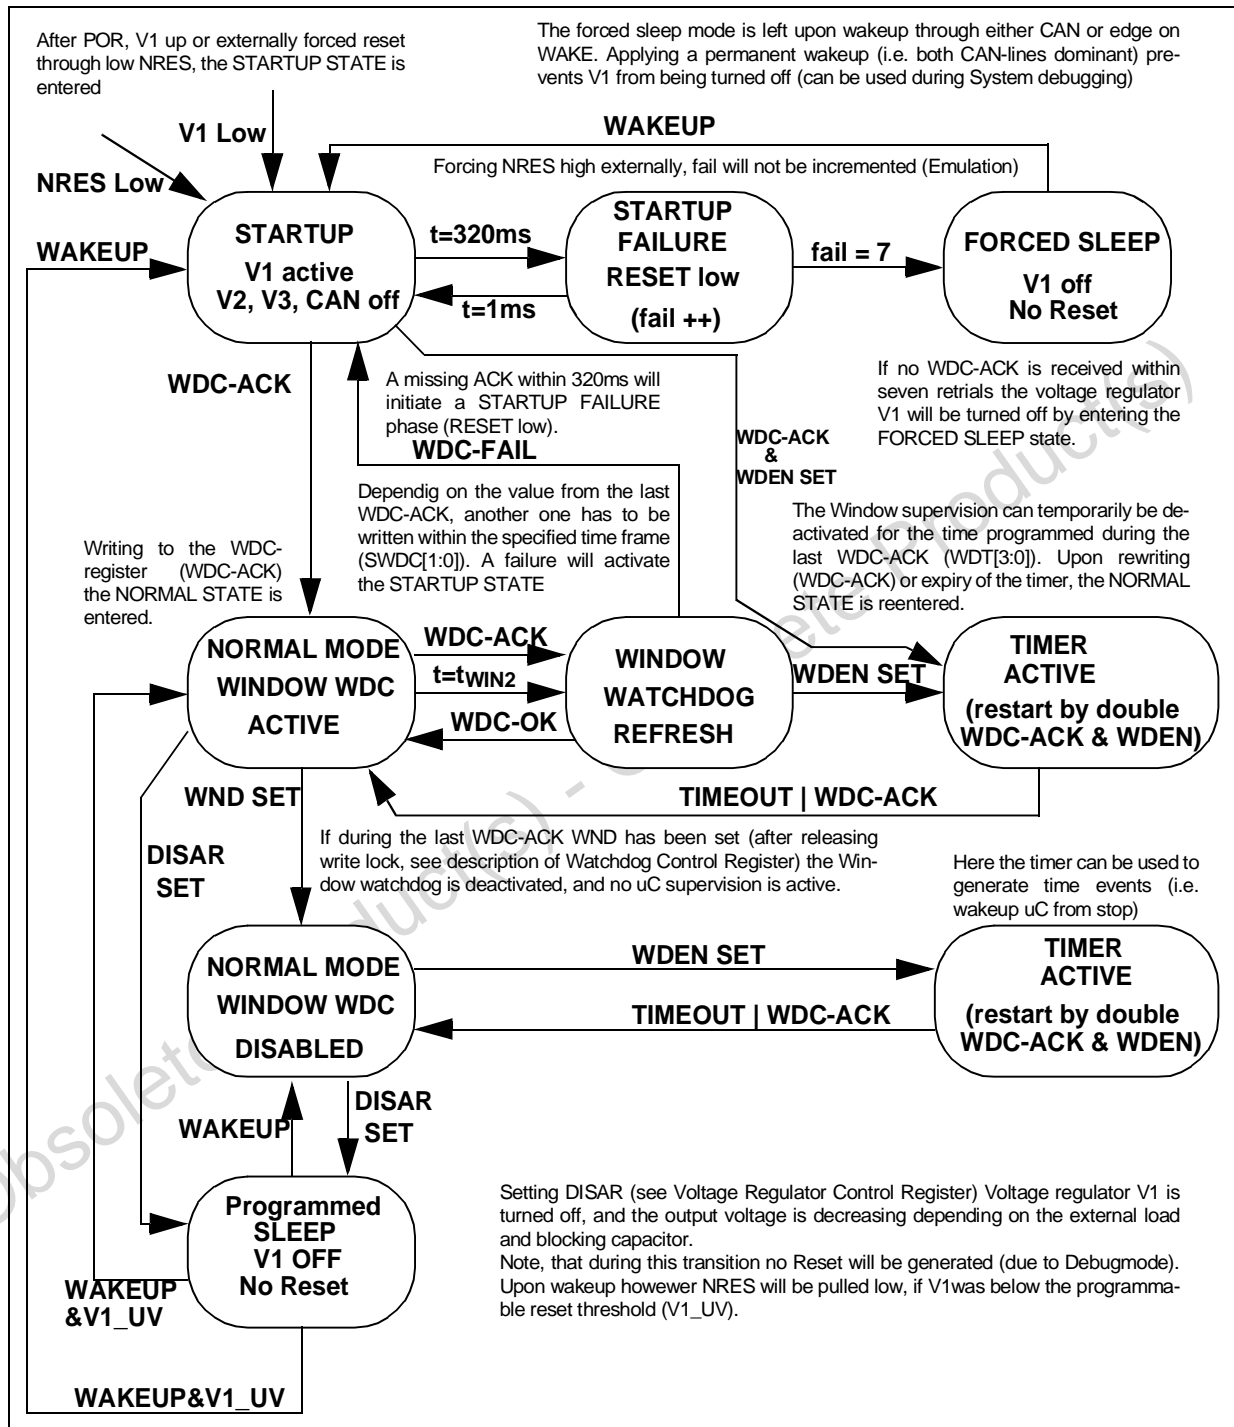 After POR, V1 up or externally forced reset
through low NRES, the STARTUP STATE is
entered
The forced sleep mode is left upon wakeup through either CAN or edge on
WAKE. Applying a permanent wakeup (i.e. both CAN-lines dominant) pre-
vents V1 from being turned off (can be used during System debugging)
V1 Low
NRES Low
WAKEUP
Forcing NRES high externally, fail will not be incremented (Emulation)
WAKEUP
STARTUP
V1 active
V2, V3, CAN off
t=320ms
t=1ms
STARTUP
FAILURE
RESET low
(fail ++)
fail = 7
FORCED SLEEP
V1 off
No Reset
WDC-ACK
A missing ACK within 320ms will
initiate a STARTUP FAILURE
phase (RESET low).
WDC-FAIL
If no WDC-ACK is received within
seven retrials the voltage regulator
V1 will be turned off by entering the
FORCED SLEEP state.
WDC-ACK
&
WDEN SET
Dependig on the value from the last
WDC-ACK, another one has to be
written within the specified time frame
(SWDC[1:0]). A failure will activate
the STARTUP STATE
The Window supervision can temporarily be de-
activated for the time programmed during the
last WDC-ACK (WDT[3:0]). Upon rewriting
(WDC-ACK) or expiry of the timer, the NORMAL
STATE is reentered.
Writing to the WDC-
register (WDC-ACK)
the NORMAL STATE is
entered.
NORMAL MODE
WINDOW WDC
ACTIVE
WDC-ACK
t=tWIN2
WDC-OK
WINDOW
WATCHDOG
REFRESH
WDEN SET
TIMER
ACTIVE
(restart by double
WDC-ACK & WDEN)
WND SET
TIMEOUT | WDC-ACK
DISAR
SET
If during the last WDC-ACK WND has been set (after releasing
write lock, see description of Watchdog Control Register) the Win-
dow watchdog is deactivated, and no uC supervision is active.
Here the timer can be used to
generate time events (i.e.
wakeup uC from stop)
NORMAL MODE
WINDOW WDC
DISABLED
WDEN SET
TIMEOUT | WDC-ACK
TIMER
ACTIVE
(restart by double
WDC-ACK & WDEN)
WAKEUP
DISAR
SET
Programmed
SLEEP
V1 OFF
No Reset
WAKEUP
&V1_UV
Setting DISAR (see Voltage Regulator Control Register) Voltage regulator V1 is
turned off, and the output voltage is decreasing depending on the external load
and blocking capacitor.
Note, that during this transition no Reset will be generated (due to Debugmode).
Upon wakeup howewer NRES will be pulled low, if V1was below the programma-
ble reset threshold (V1_UV).
WAKEUP&V1_UV